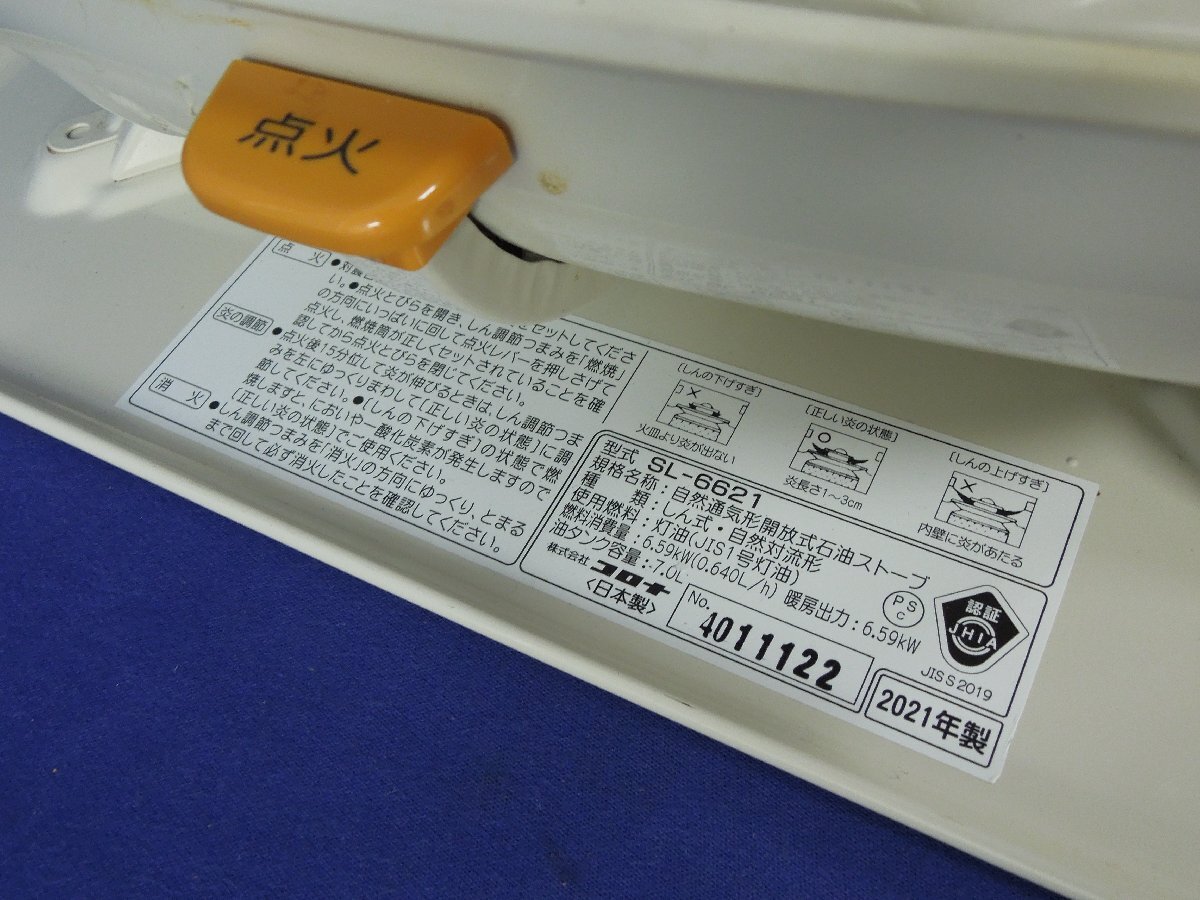 点火
点火
セットしてくださ
い。●点火とびらを開き、しん調節つまみを「燃焼」
の方向にいっぱいに回して点火レバーを押しさげて
点火し、燃焼筒が正しくセットされていることを確
認してから点火とびらを閉じてください。
炎の調節
●点火後15分位して炎が伸びるときは、しん調節つま
みを左にゆっくりまわして[正しい炎の状態]に調
節してください。●[しんの下げすぎ]の状態で燃
焼しますと、においや一酸化炭素が発生しますので
[正しい炎の状態]でご使用ください。
消火
●しん調節つまみを「消火」の方向にゆっくり、とまる
まで回して必ず消火したことを確認してください。
[しんの下げすぎ]
火皿より炎が出ない
[正しい炎の状態]
炎長さ1~3cm
[しんの上げすぎ]
内壁に炎があたる
型式 SL-6621
規格名称:自然通気形開放式石油ストーブ
種類:しん式・自然対流形
使用燃料:灯油(JIS1号灯油)
燃料消費量:6.59kW(0.640L/h) 暖房出力:6.59kW
油タンク容量:7.0L
株式会社 コロナ
<日本製>
No.
4011122
PSC
認証
JHIA
JIS S 2019
2021年製